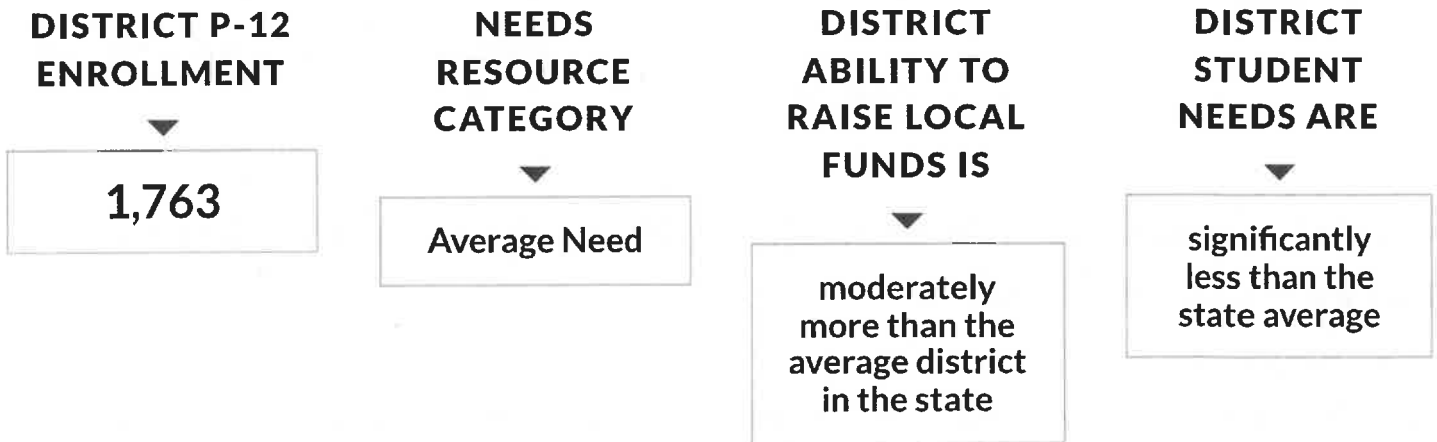 DISTRICT P-12
ENROLLMENT
1,763
NEEDS
RESOURCE
CATEGORY
Average Need
DISTRICT
ABILITY TO
RAISE LOCAL
FUNDS IS
moderately
more than the
average district
in the state
DISTRICT
STUDENT
NEEDS ARE
significantly
less than the
state average